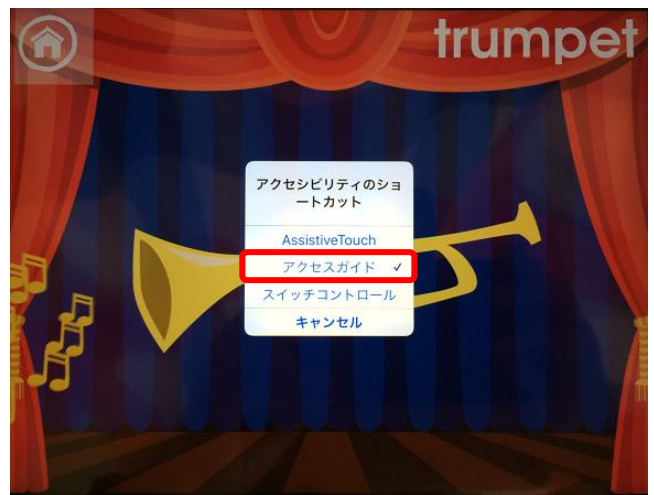 trumpet
アクセシビリティのショ
ートカット
AssistiveTouch
アクセスガイド ✓
スイッチコントロール
キャンセル